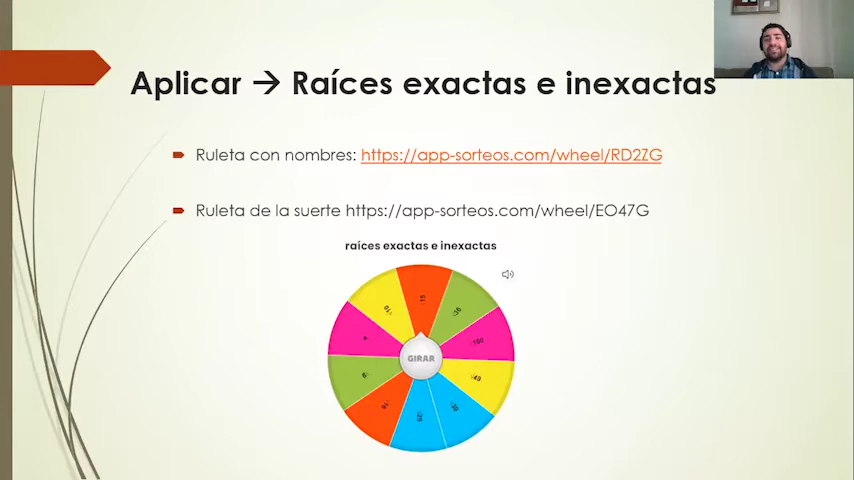 Aplicar → Raíces exactas e inexactas
Ruleta con nombres: https://app-sorteos.com/wheel/RD2ZG
Ruleta de la suerte https://app-sorteos.com/wheel/EO47G
raíces exactas e inexactas
GIRAR